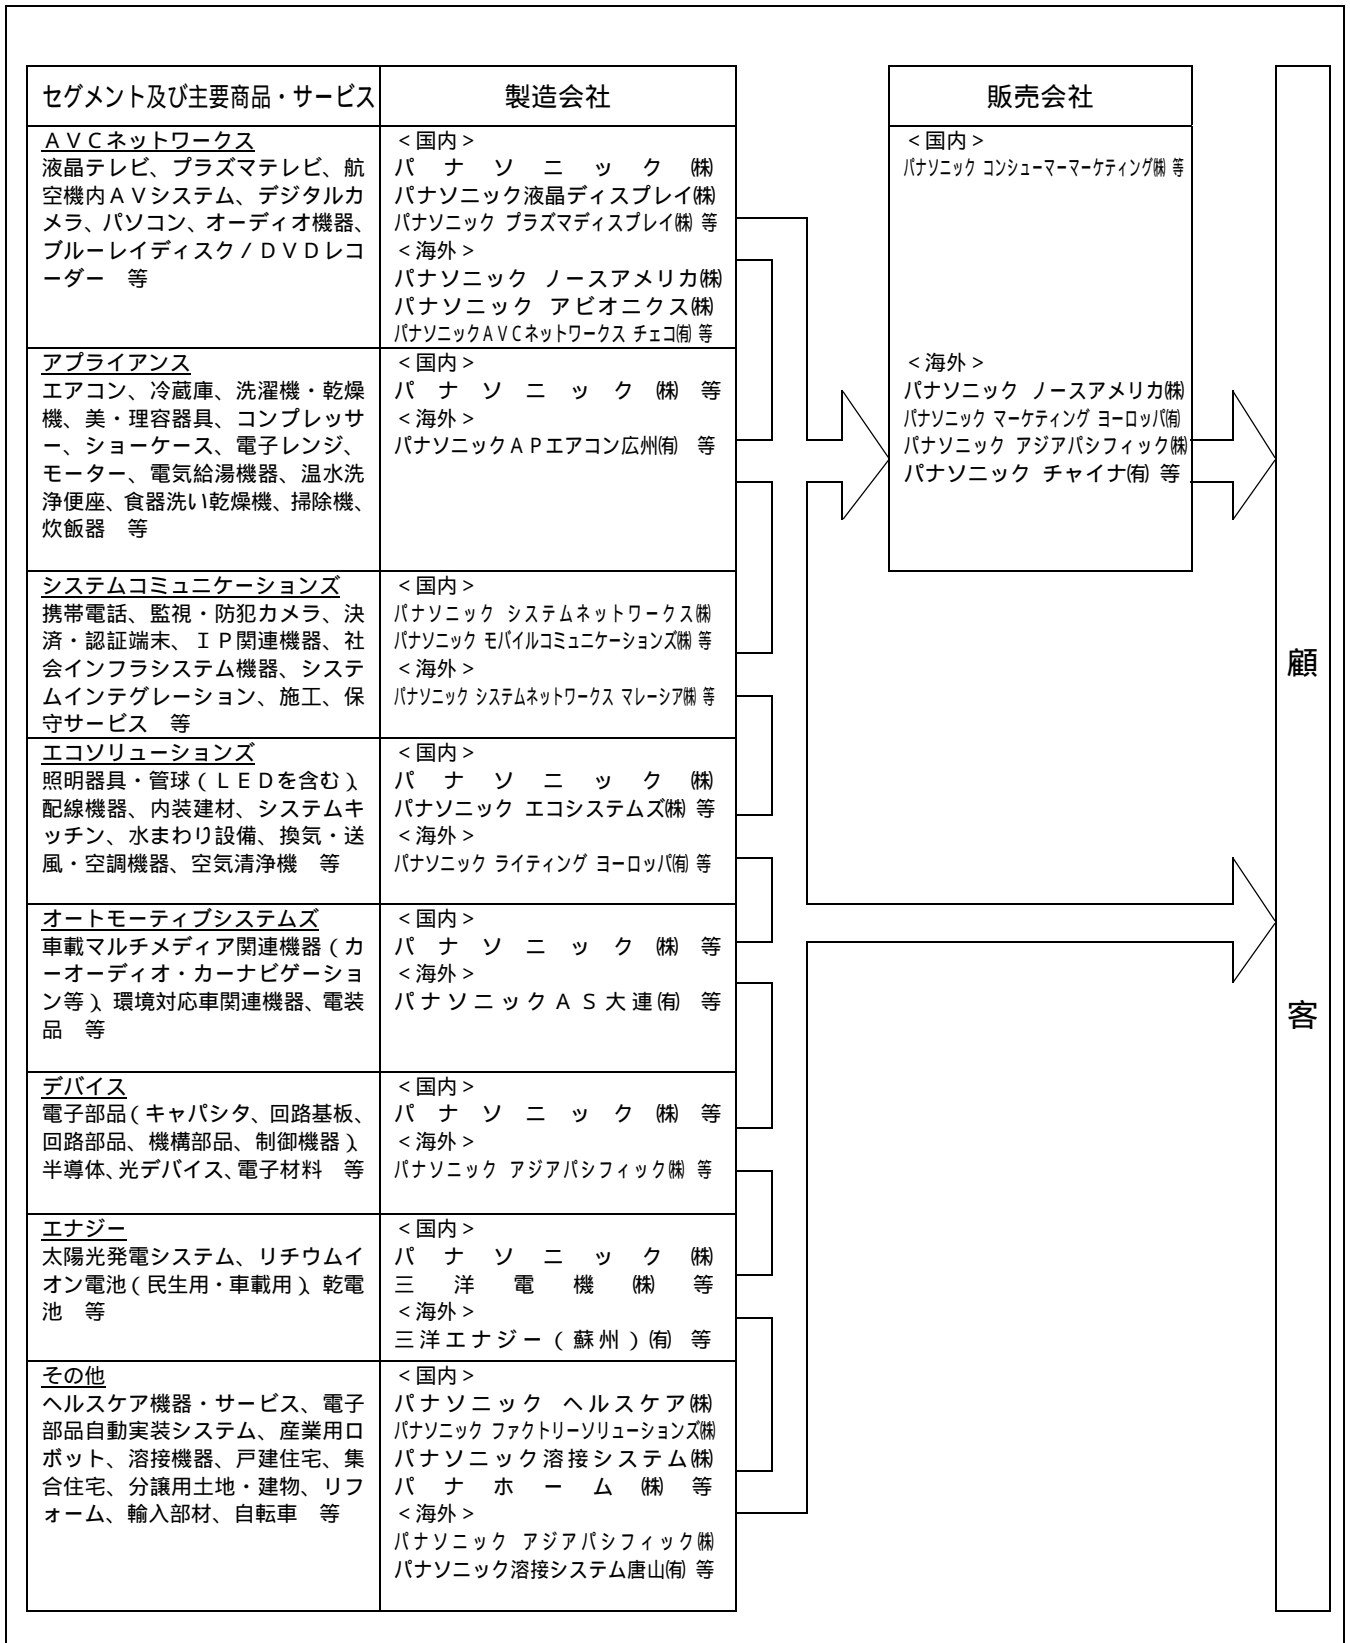 セグメント及び主要商品・サービス
製造会社
ＡＶＣネットワークス
液晶テレビ、プラズマテレビ、航
空機内ＡＶシステム、デジタルカ
メラ、パソコン、オーディオ機器、
ブルーレイディスク／ＤＶＤレコ
ーダー　等
＜国内＞
パナソニック㈱
パナソニック液晶ディスプレイ㈱
パナソニック プラズマディスプレイ㈱ 等
＜海外＞
パナソニック ノースアメリカ㈱
パナソニック アビオニクス㈱
パナソニックＡＶＣネットワークス チェコ㈲ 等
アプライアンス
エアコン、冷蔵庫、洗濯機・乾燥
機、美・理容器具、コンプレッサ
ー、ショーケース、電子レンジ、
モーター、電気給湯機器、温水洗
浄便座、食器洗い乾燥機、掃除機、
炊飯器　等
＜国内＞
パナソニック㈱ 等
＜海外＞
パナソニックＡＰエアコン広州㈲ 等
システムコミュニケーションズ
携帯電話、監視・防犯カメラ、決
済・認証端末、ＩＰ関連機器、社
会インフラシステム機器、システ
ムインテグレーション、施工、保
守サービス　等
＜国内＞
パナソニック システムネットワークス㈱
パナソニック モバイルコミュニケーションズ㈱ 等
＜海外＞
パナソニック システムネットワークス マレーシア㈱ 等
エコソリューションズ
照明器具・管球（ＬＥＤを含む）、
配線機器、内装建材、システムキ
ッチン、水まわり設備、換気・送
風・空調機器、空気清浄機　等
＜国内＞
パナソニック㈱
パナソニック エコシステムズ㈱ 等
＜海外＞
パナソニック ライティング ヨーロッパ㈲ 等
オートモーティブシステムズ
車載マルチメディア関連機器（カ
ーオーディオ・カーナビゲーショ
ン等）、環境対応車関連機器、電装
品　等
＜国内＞
パナソニック㈱ 等
＜海外＞
パナソニックＡＳ大連㈲ 等
デバイス
電子部品（キャパシタ、回路基板、
回路部品、機構部品、制御機器）、
半導体、光デバイス、電子材料　等
＜国内＞
パナソニック㈱ 等
＜海外＞
パナソニック アジアパシフィック㈱ 等
エナジー
太陽光発電システム、リチウムイ
オン電池（民生用・車載用）、乾電
池　等
＜国内＞
パナソニック㈱
三洋電機㈱ 等
＜海外＞
三洋エナジー（蘇州）㈲ 等
その他
ヘルスケア機器・サービス、電子
部品自動実装システム、産業用ロ
ボット、溶接機器、戸建住宅、集
合住宅、分譲用土地・建物、リフ
ォーム、輸入部材、自転車　等
＜国内＞
パナソニック ヘルスケア㈱
パナソニック ファクトリーソリューションズ㈱
パナソニック溶接システム㈱
パナホーム㈱ 等
＜海外＞
パナソニック アジアパシフィック㈱
パナソニック溶接システム唐山㈲ 等
販売会社
＜国内＞
パナソニック コンシューマーマーケティング㈱ 等
＜海外＞
パナソニック ノースアメリカ㈱
パナソニック マーケティング ヨーロッパ㈲
パナソニック アジアパシフィック㈱
パナソニック チャイナ㈲ 等
顧客